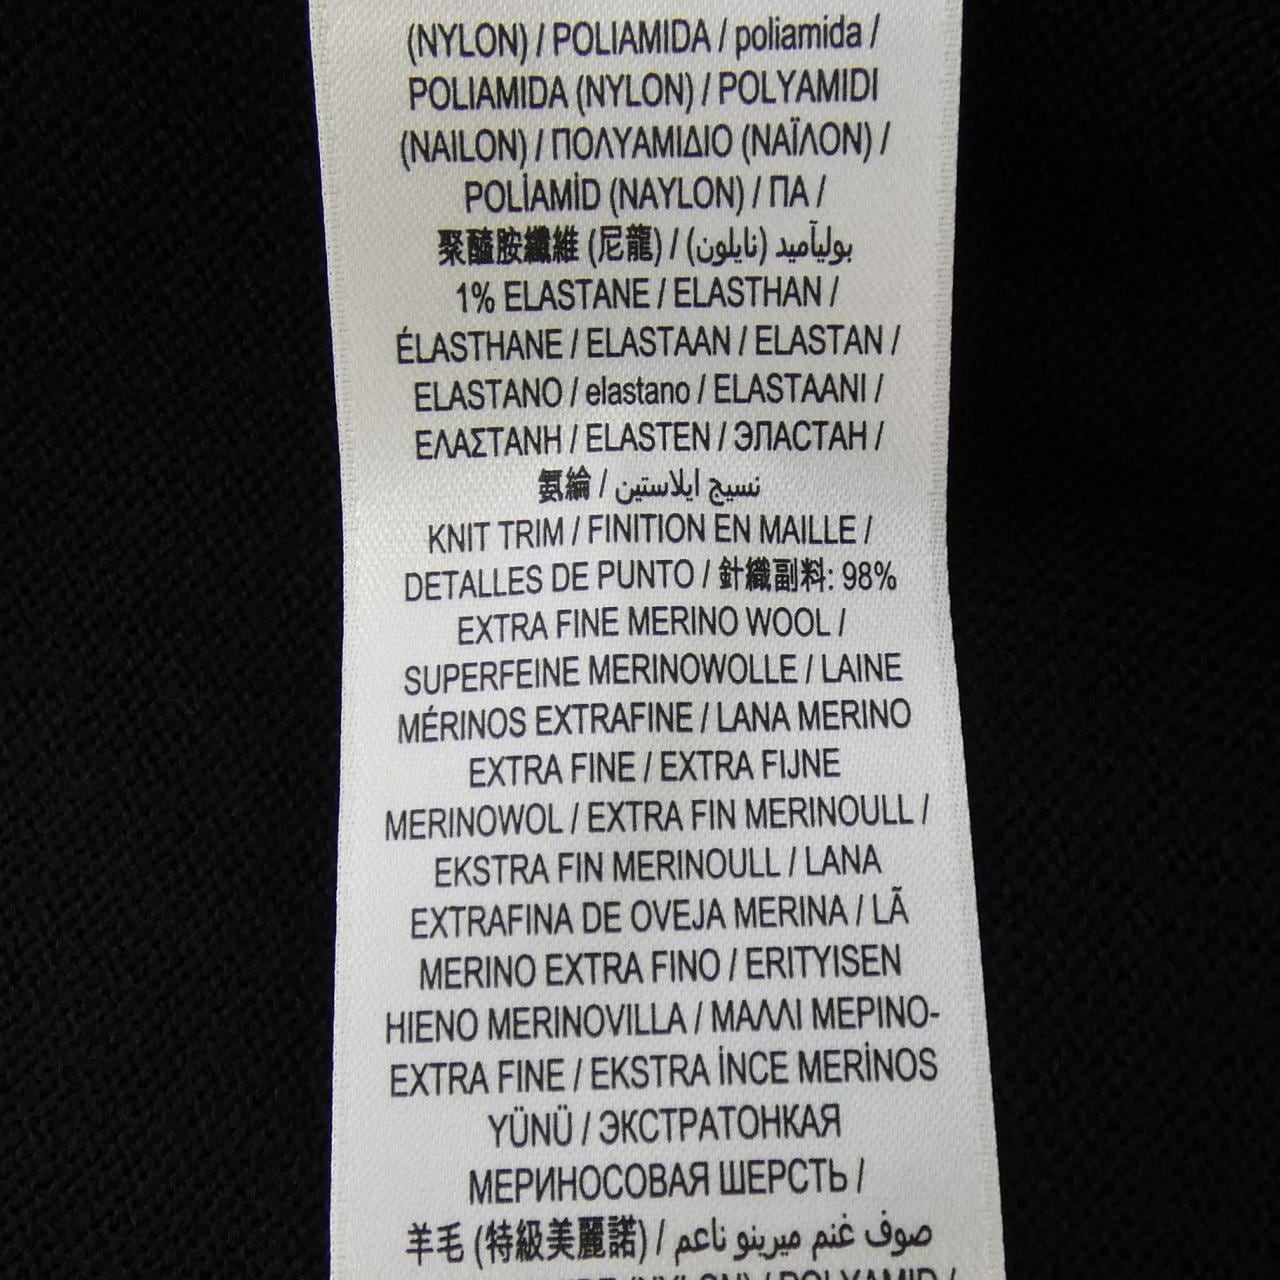 (NYLON) / POLIAMIDA / poliamida /
POLIAMIDA (NYLON) / POLYAMIDI
(NAILON) / ΠΟΛΥΑΜΙΔΙΟ (ΝΑΪΛΟΝ) /
POLİAMİD (NAYLON) / ПА /
聚醯胺纖維 (尼龍) / بوليآميد (نايلون)
1% ELASTANE / ELASTHAN /
ÉLASTHANE / ELASTAAN / ELASTAN /
ELASTANO / elastano / ELASTAANI /
ΕΛΑΣΤΑΝΗ / ELASTEN / ЭЛАСТАН /
氨綸 / نسيج ايلاستين
KNIT TRIM / FINITION EN MAILLE /
DETALLES DE PUNTO / 針織副料: 98%
EXTRA FINE MERINO WOOL /
SUPERFEINE MERINOWOLLE / LAINE
MÉRINOS EXTRAFINE / LANA MERINO
EXTRA FINE / EXTRA FIJNE
MERINOWOL / EXTRA FIN MERINOULL /
EKSTRA FIN MERINOULL / LANA
EXTRAFINA DE OVEJA MERINA / LÃ
MERINO EXTRA FINO / ERITYISEN
HIENO MERINOVILLA / ΜΑΛΛΙ ΜΕΡΙΝΟ-
EXTRA FINE / EKSTRA İNCE MERİNOS
YÜNÜ / ЭКСТРАТОНКАЯ
МЕРИНОСОВАЯ ШЕРСТЬ /
羊毛 (特級美麗諾) / صوف غنم ميرينو ناعم
(NYLON) / POLYAMID /